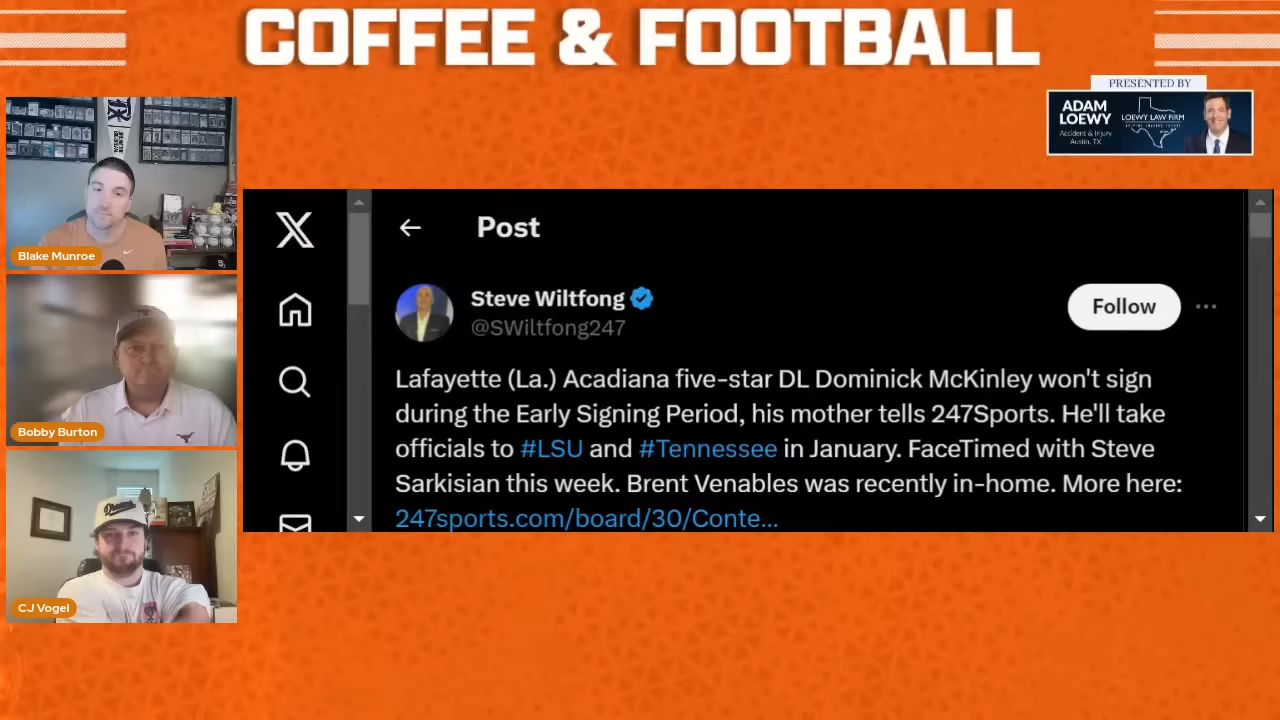 COFFEE & FOOTBALL
PRESENTED BY
ADAM
LOEWY
Accident & Injury
Austin, TX
LOEWY LAW FIRM
Blake Munroe
Bobby Burton
CJ Vogel
X
Post
Steve Wiltfong
@SWiltfong247
Follow
Lafayette (La.) Acadiana five-star DL Dominick McKinley won't sign
during the Early Signing Period, his mother tells 247Sports. He'll take
officials to #LSU and #Tennessee in January. FaceTimed with Steve
Sarkisian this week. Brent Venables was recently in-home. More here:
247sports.com/board/30/Conte...